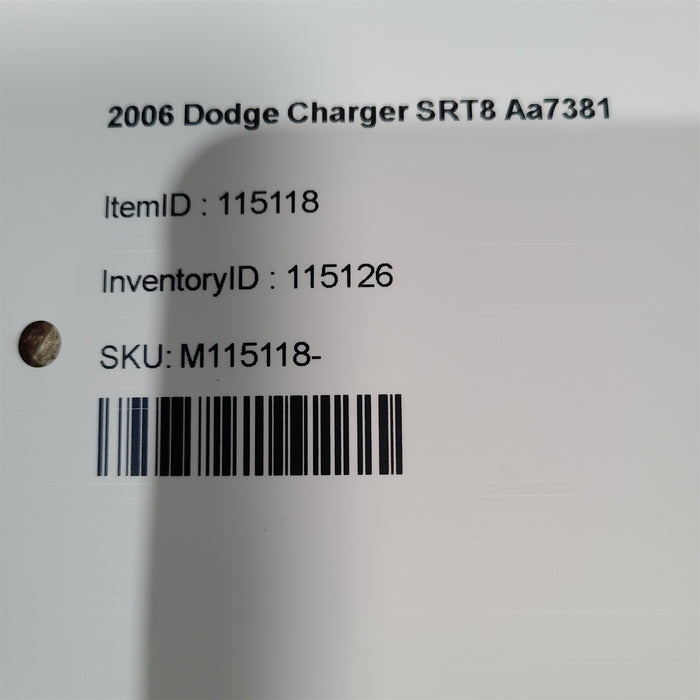 2006 Dodge Charger SRT8 Aa7381
ItemID : 115118
InventoryID : 115126
SKU: M115118-